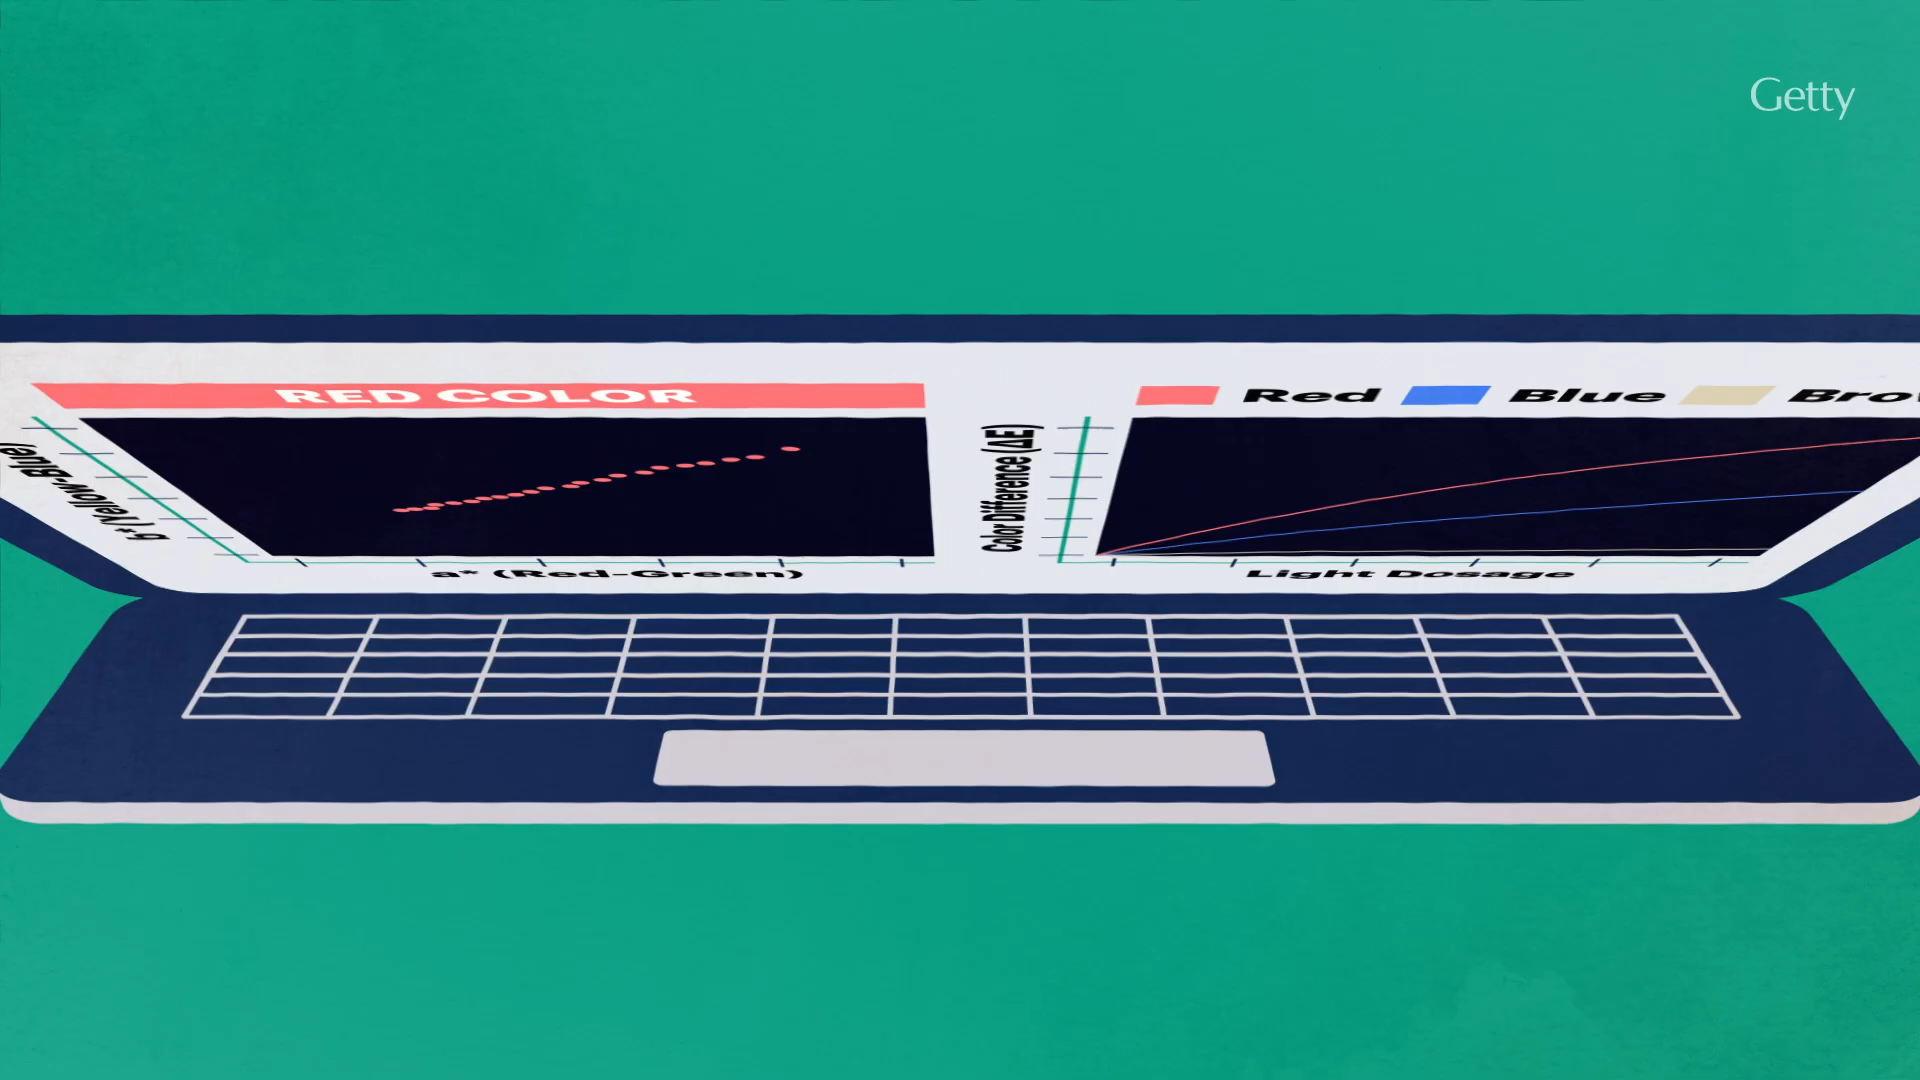 Getty
RED COLOR
b* (Yellow-Blue)
a* (Red-Green)
Red
Blue
Color Difference (ΔE)
Light Dosage